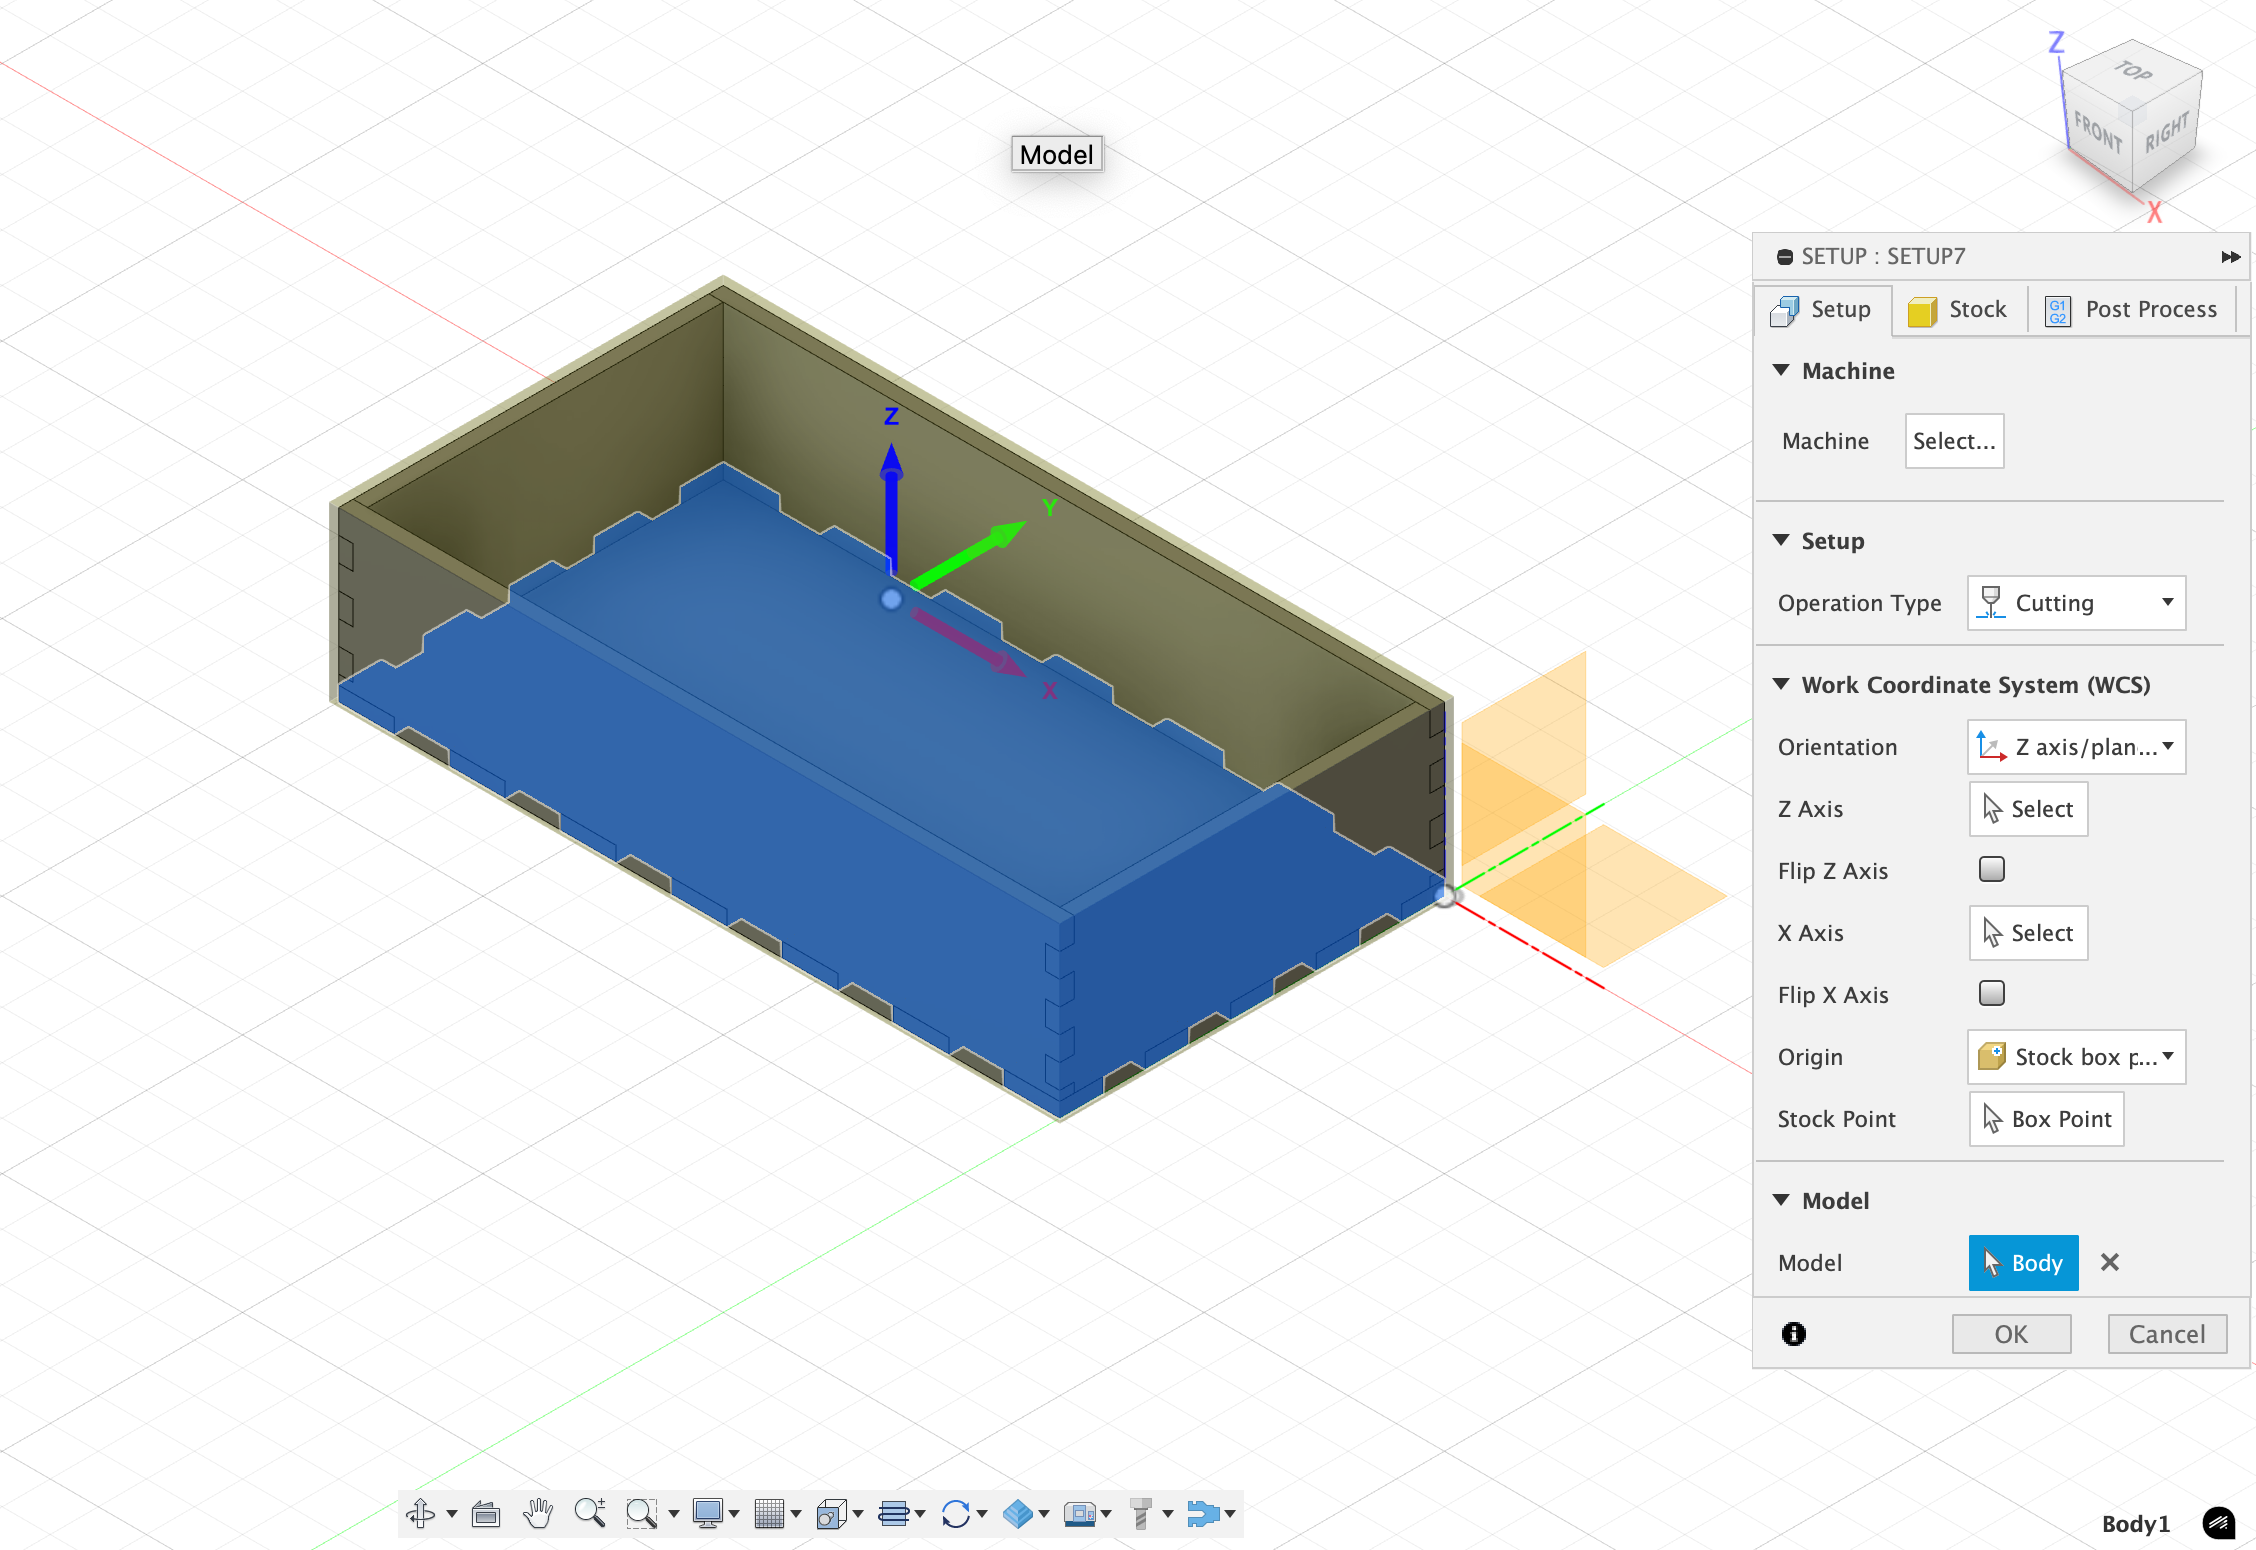 Z
TOP
FRONT
RIGHT
X
Model
Z
Y
X
SETUP : SETUP7
Setup
Stock
G1
G2
Post Process
Machine
Machine
Select...
Setup
Operation Type
Cutting
Work Coordinate System (WCS)
Orientation
Z axis/plan...
Z Axis
Select
Flip Z Axis
X Axis
Select
Flip X Axis
Origin
Stock box p...
Stock Point
Box Point
Model
Model
Body
OK
Cancel
Body1